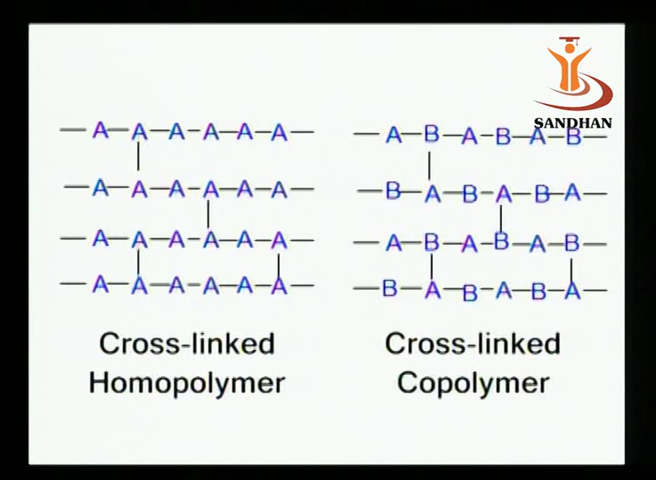 SANDHAN
—A—A—A—A—A—A—
—A—A—A—A—A—A—
—A—A—A—A—A—A—
—A—A—A—A—A—A—
Cross-linked
Homopolymer
—A—B—A—B—A—B—
—B—A—B—A—B—A—
—A—B—A—B—A—B—
—B—A—B—A—B—A—
Cross-linked
Copolymer